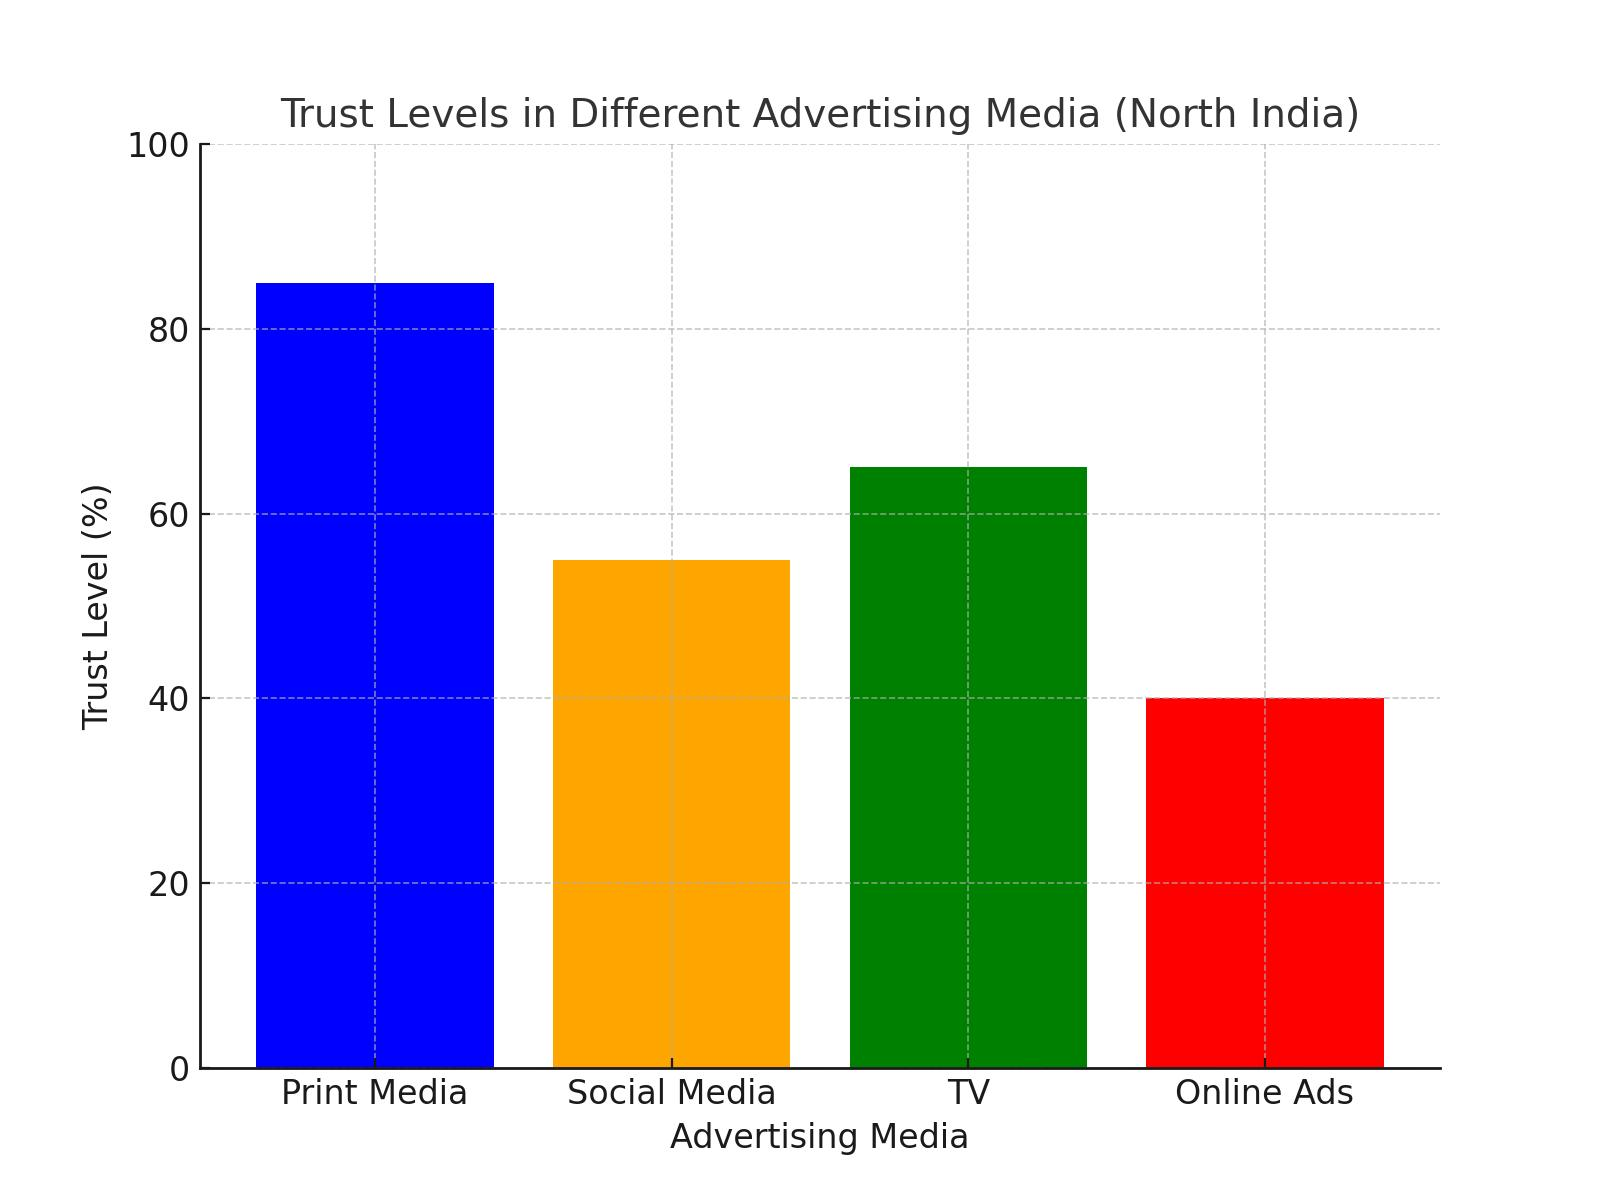 Trust Levels in Different Advertising Media (North India)
100
80
60
40
20
0
Trust Level (%)
Print Media
Social Media
TV
Online Ads
Advertising Media